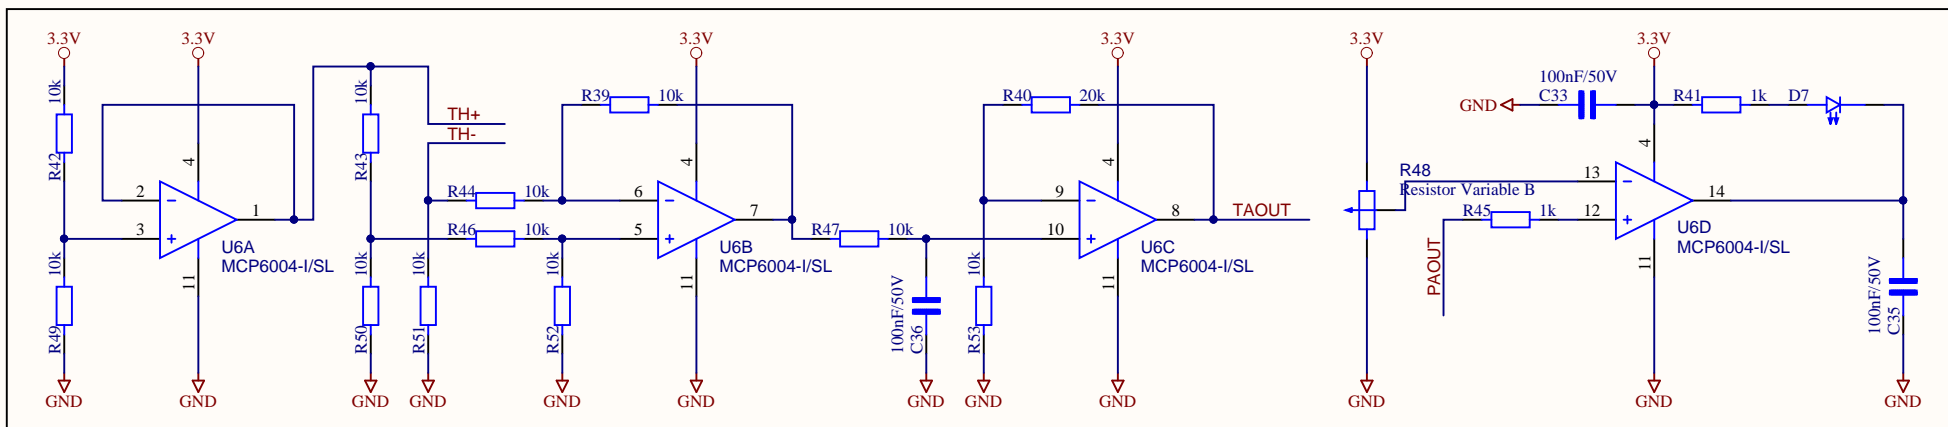 3.3V
3.3V
10k
R42
10k
R49
GND
2
3
4
1
11
U6A
MCP6004-I/SL
GND
10k
R43
10k
R50
GND
TH+
TH-
10k
R51
GND
R44 10k
R46 10k
R39 10k
R52
10k
GND
3.3V
4
6
5
7
11
U6B
MCP6004-I/SL
GND
R47 10k
100nF/50V
C36
GND
R40 20k
10k
R53
GND
3.3V
4
9
10
8
11
U6C
MCP6004-I/SL
GND
TAOUT
3.3V
R48
Resistor Variable B
GND
PAOUT
R45 1k
3.3V
100nF/50V
GND C33
R41 1k D7
4
13
12
14
11
U6D
MCP6004-I/SL
GND
100nF/50V
C35
GND